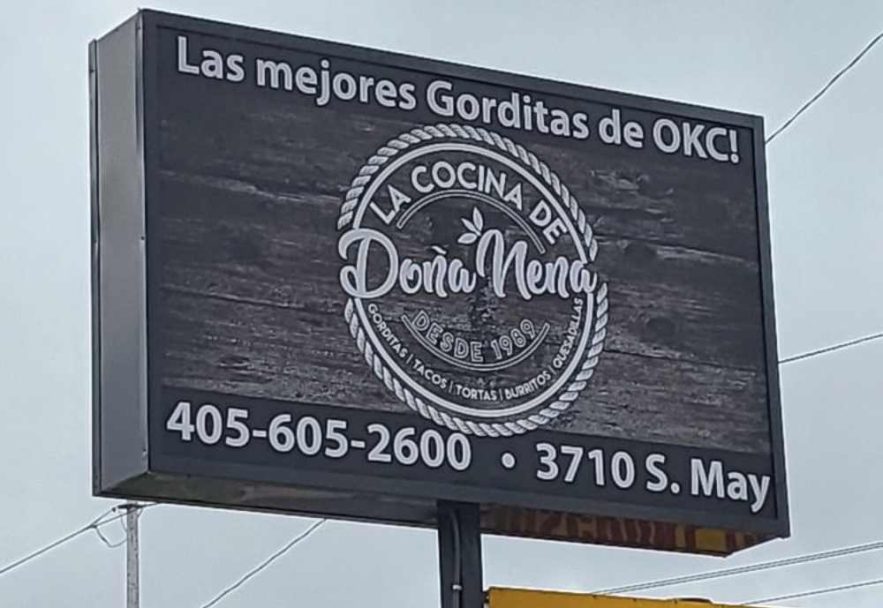 Las mejores Gorditas de OKC!
LA COCINA DE
Doña Nena
DESDE 1989
GORDITAS | TACOS | TORTAS | BURRITOS | QUESADILLAS
405-605-2600 • 3710 S. May